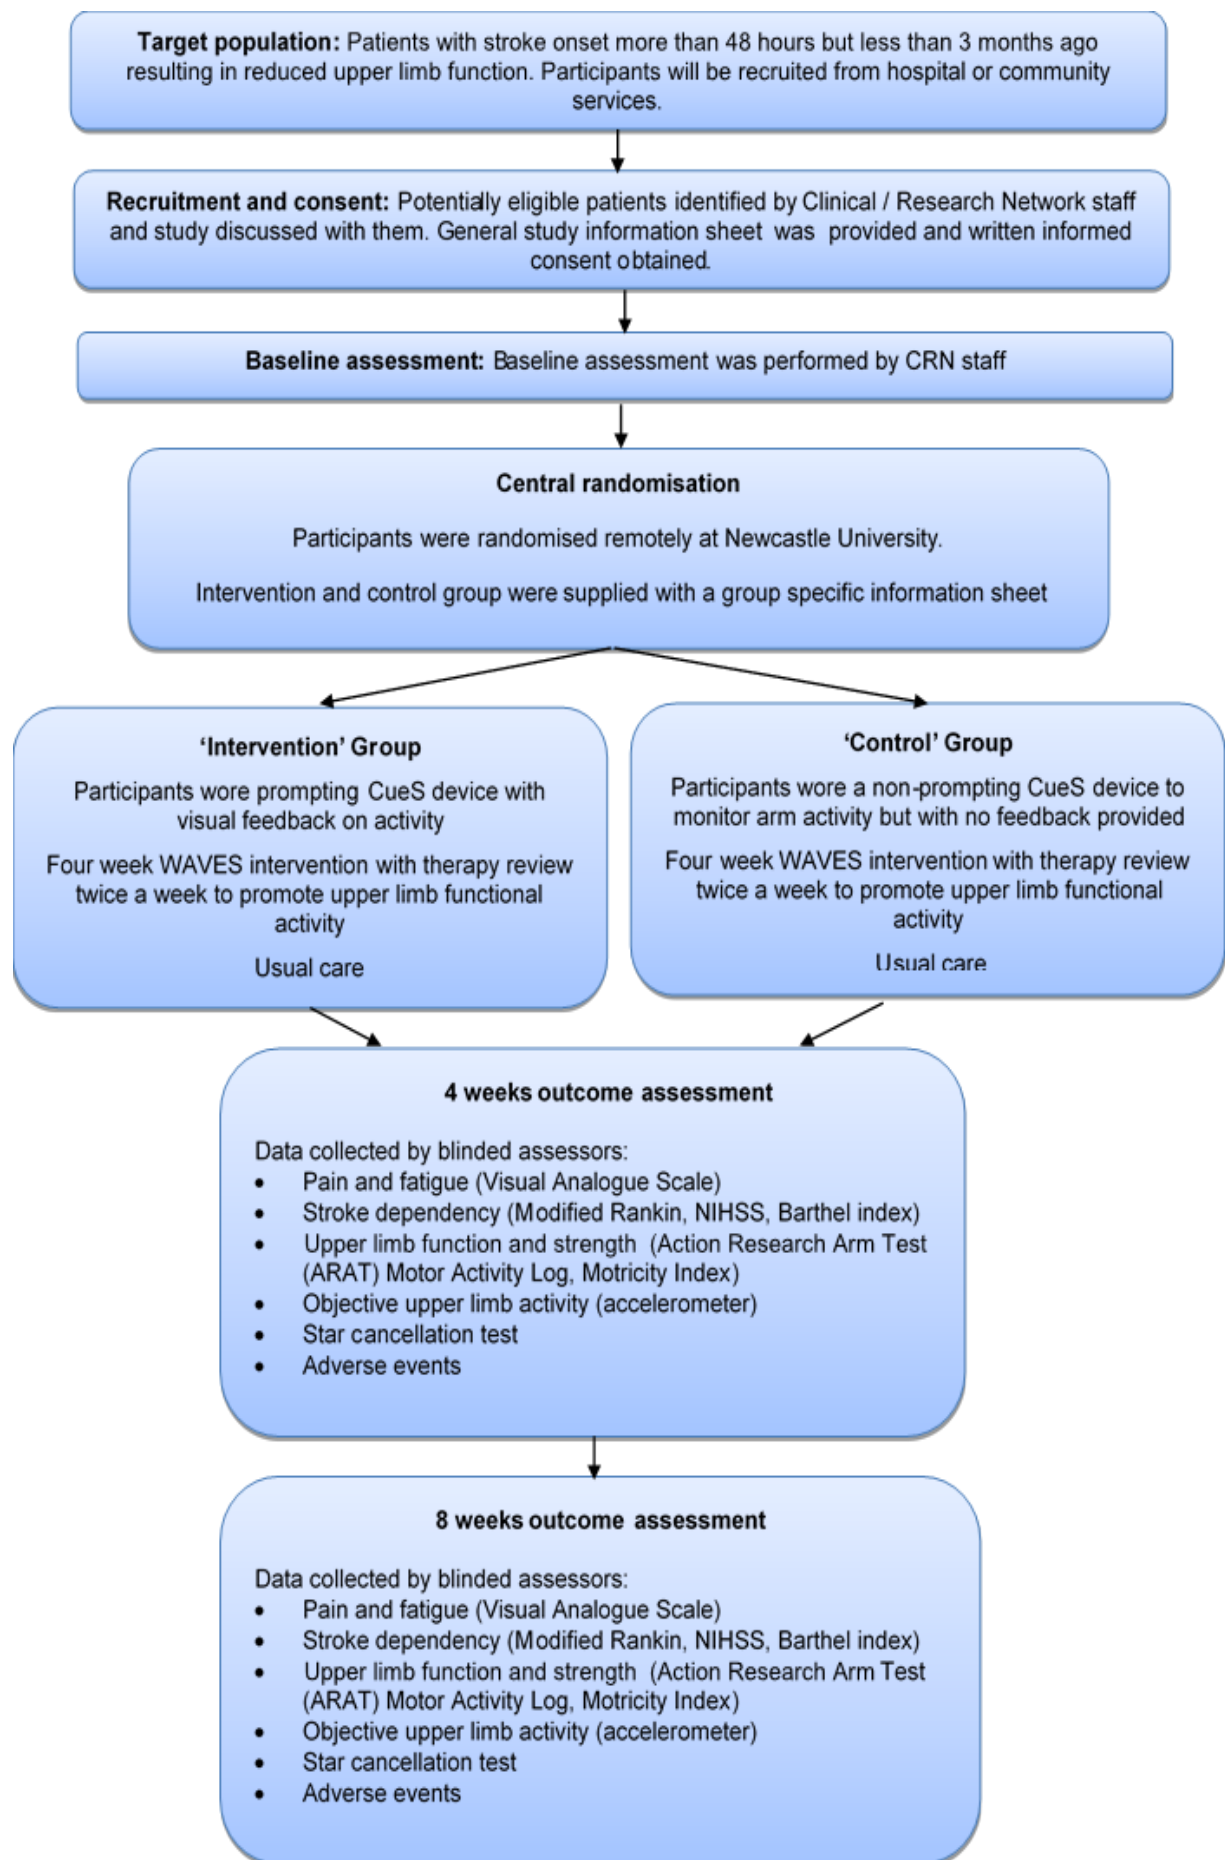 Target population: Patients with stroke onset more than 48 hours but less than 3 months ago
resulting in reduced upper limb function. Participants will be recruited from hospital or community
services.
Recruitment and consent: Potentially eligible patients identified by Clinical / Research Network staff
and study discussed with them. General study information sheet was provided and written informed
consent obtained.
Baseline assessment: Baseline assessment was performed by CRN staff
Central randomisation
Participants were randomised remotely at Newcastle University.
Intervention and control group were supplied with a group specific information sheet
‘Intervention’ Group
Participants wore prompting CueS device with
visual feedback on activity
Four week WAVES intervention with therapy review
twice a week to promote upper limb functional
activity
Usual care
‘Control’ Group
Participants wore a non-prompting CueS device to
monitor arm activity but with no feedback provided
Four week WAVES intervention with therapy review
twice a week to promote upper limb functional
activity
Usual care
4 weeks outcome assessment
Data collected by blinded assessors:
• Pain and fatigue (Visual Analogue Scale)
• Stroke dependency (Modified Rankin, NIHSS, Barthel index)
• Upper limb function and strength (Action Research Arm Test
(ARAT) Motor Activity Log, Motricity Index)
• Objective upper limb activity (accelerometer)
• Star cancellation test
• Adverse events
8 weeks outcome assessment
Data collected by blinded assessors:
• Pain and fatigue (Visual Analogue Scale)
• Stroke dependency (Modified Rankin, NIHSS, Barthel index)
• Upper limb function and strength (Action Research Arm Test
(ARAT) Motor Activity Log, Motricity Index)
• Objective upper limb activity (accelerometer)
• Star cancellation test
• Adverse events